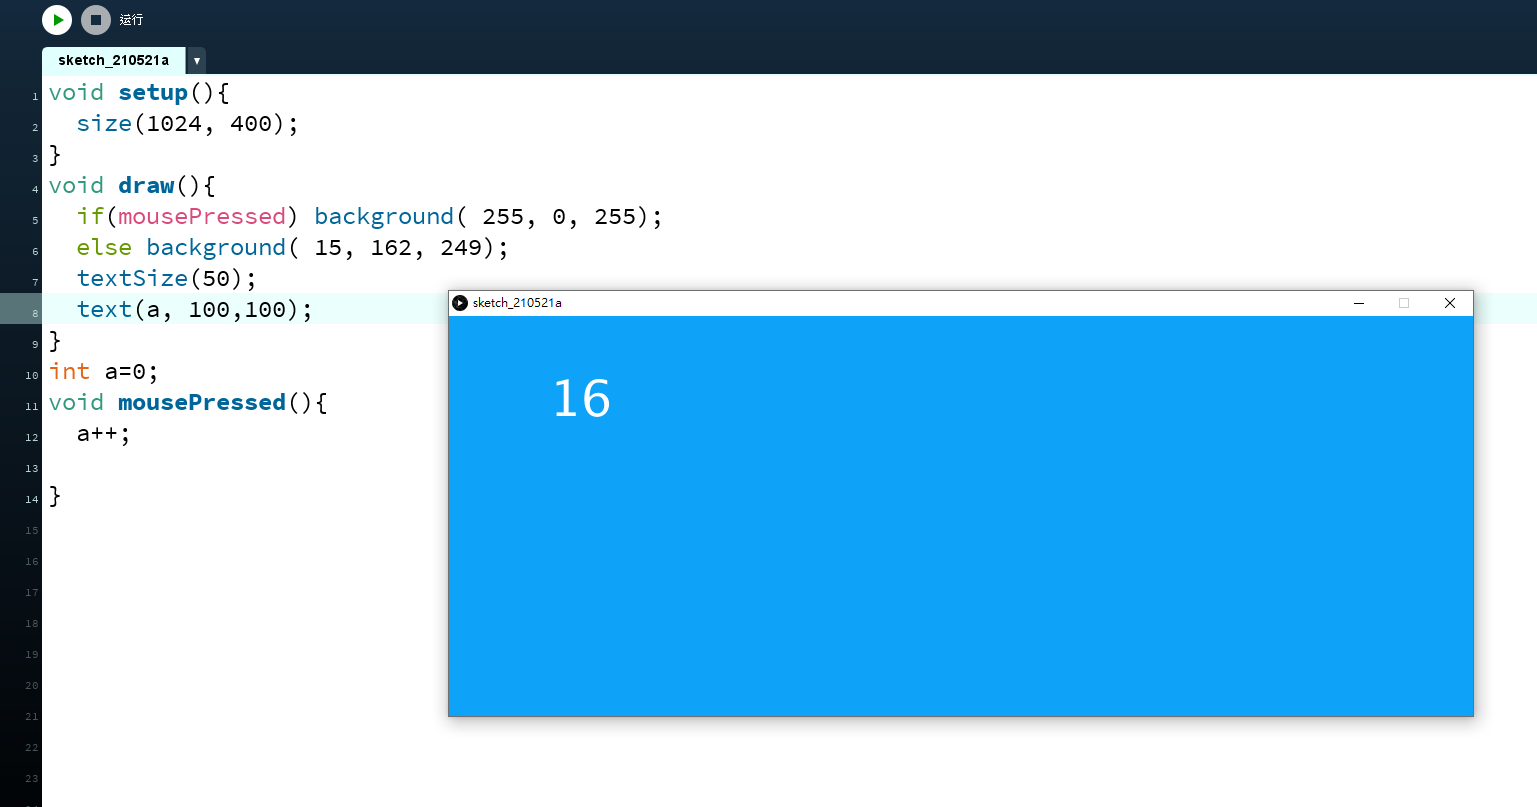 运行
sketch_210521a
1 void setup(){
2 size(1024, 400);
3 }
4 void draw(){
5 if(mousePressed) background( 255, 0, 255);
6 else background( 15, 162, 249);
7 textSize(50);
8 text(a, 100,100);
9 }
10 int a=0;
11 void mousePressed(){
12 a++;
13
14 }
15
16
17
18
19
20
21
22
23
sketch_210521a
16